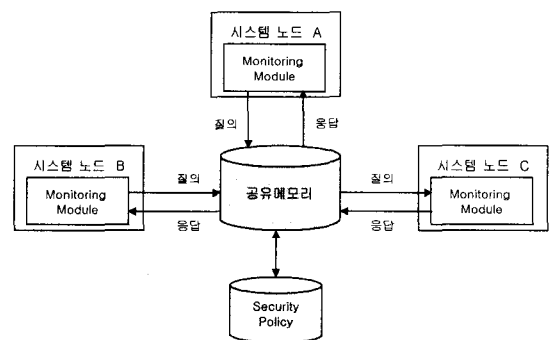 시스템 노드 A
Monitoring
Module
질의
응답
시스템 노드 B
Monitoring
Module
질의
응답
공유메모리
질의
응답
시스템 노드 C
Monitoring
Module
Security
Policy